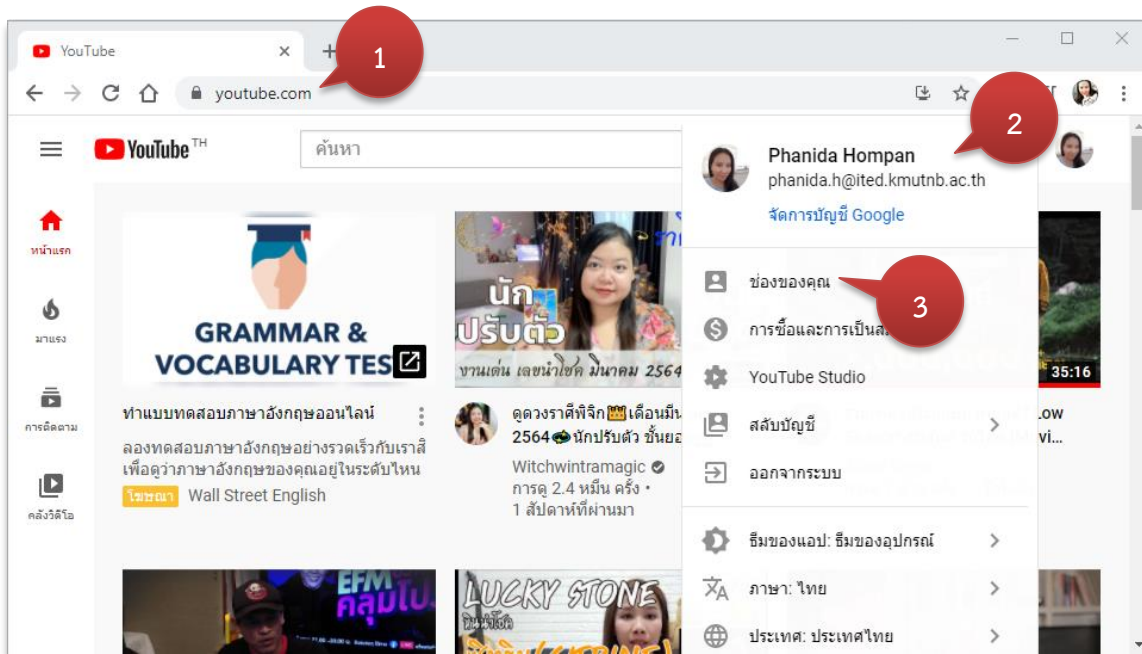 YouTube
1
youtube.com
2
YouTube TH
ค้นหา
Phanida Hompan
phanida.h@ited.kmutnb.ac.th
จัดการบัญชี Google
หน้าแรก
มาแรง
การติดตาม
คลังวิดีโอ
GRAMMAR &
VOCABULARY TES
ทำแบบทดสอบภาษาอังกฤษออนไลน์
ลองทดสอบภาษาอังกฤษอย่างรวดเร็วกับเราสิ
เพื่อดูว่าภาษาอังกฤษของคุณอยู่ในระดับไหน
โฆษณา Wall Street English
นัก
ปรับตัว
งานเด่น เลขนำโชค มีนาคม 2564
ดูดวงราศีพิจิก👑เดือนมีน
2564 นักปรับตัว ชั้นยอ
Witchwintramagic
การดู 2.4 หมื่น ครั้ง •
1 สัปดาห์ที่ผ่านมา
ช่องของคุณ
3
การซื้อและการเป็นส
YouTube Studio
สลับบัญชี
ออกจากระบบ
ธีมของแอป: ธีมของอุปกรณ์
ภาษา: ไทย
ประเทศ: ประเทศไทย
35:16
Low
vi...
EFM
LUCKY STONE